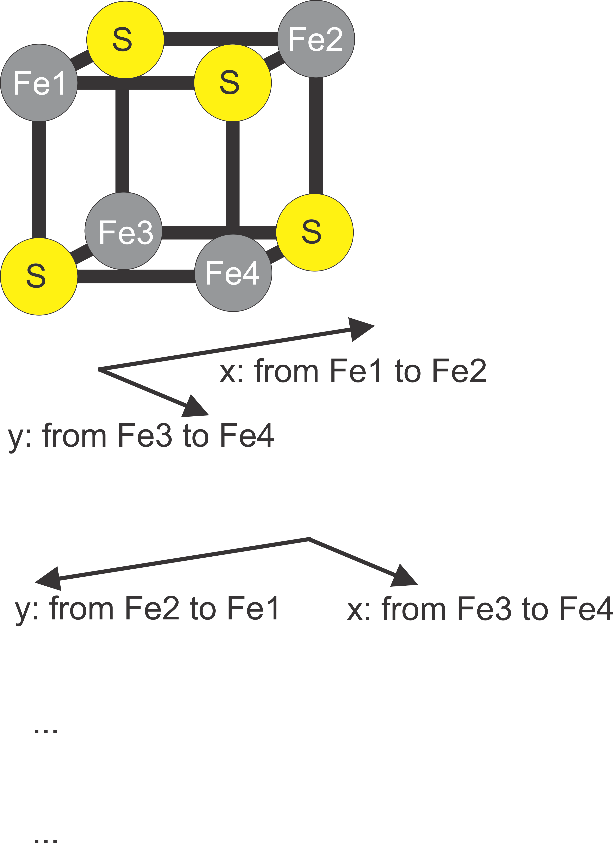 S
Fe2
Fe1
S
Fe3
S
S
Fe4
x: from Fe1 to Fe2
y: from Fe3 to Fe4
y: from Fe2 to Fe1
x: from Fe3 to Fe4
...
...